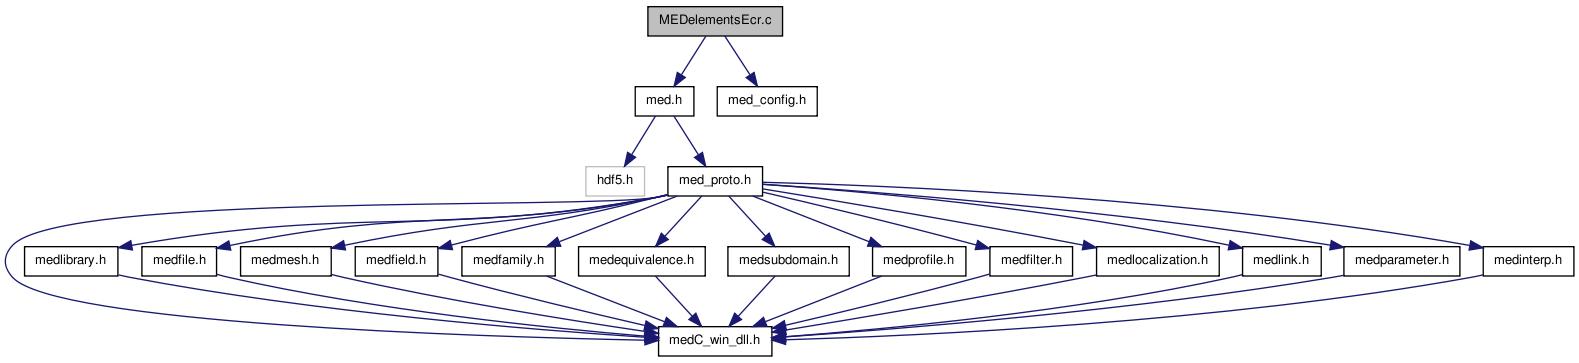 MEDelementsEcr.c
med.h
med_config.h
hdf5.h
med_proto.h
medlibrary.h
medfile.h
medmesh.h
medfield.h
medfamily.h
medequivalence.h
medsubdomain.h
medprofile.h
medfilter.h
medlocalization.h
medlink.h
medparameter.h
medinterp.h
medC_win_dll.h